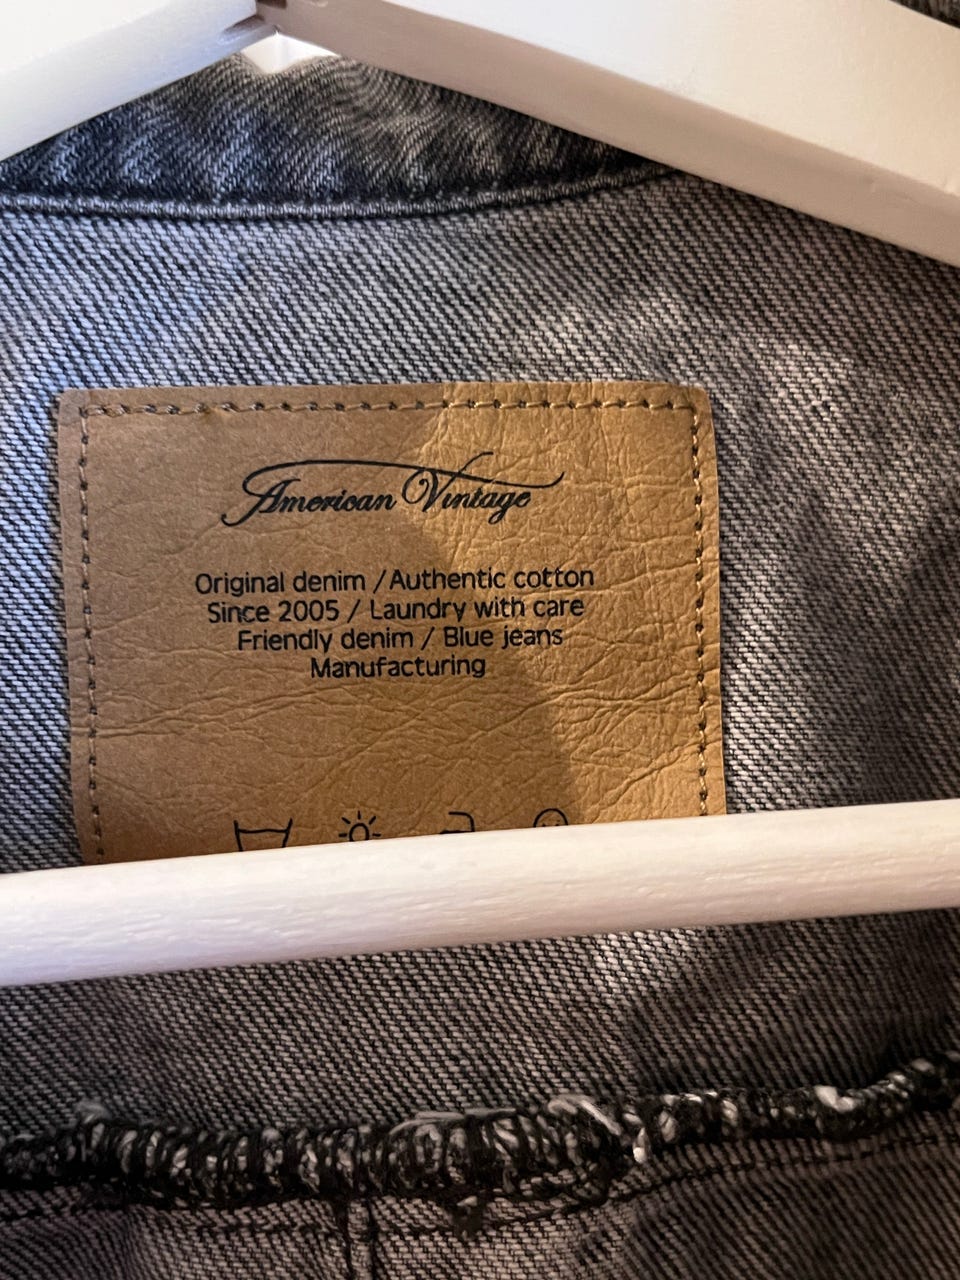 American Vintage
Original denim / Authentic cotton
Since 2005 / Laundry with care
Friendly denim / Blue jeans
Manufacturing